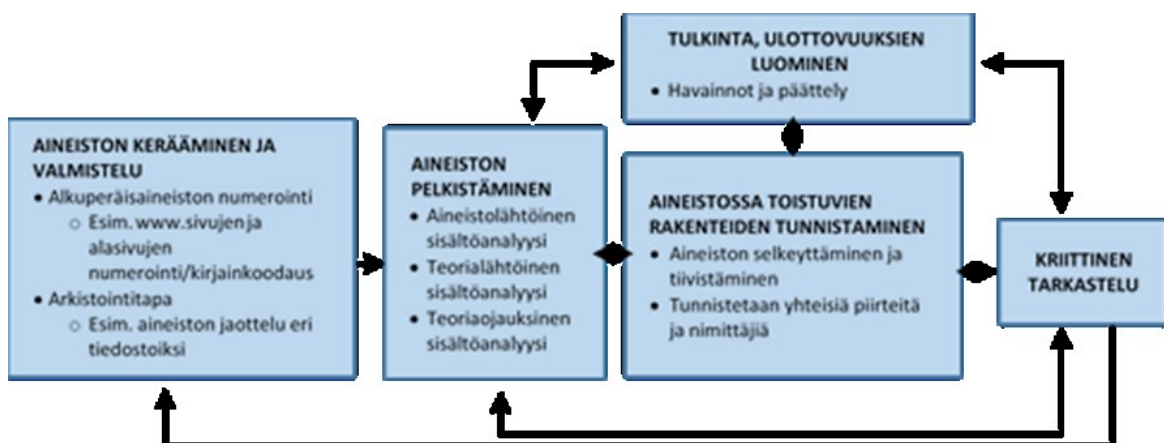 TULKINTA, ULOTTOVUUKSIEN
LUOMINEN
• Havainnot ja päättely
AINEISTON KERÄÄMINEN JA
VALMISTELU
• Alkuperäisaineiston numerointi
o Esim. www.sivujen ja
alasivujen
numerointi/kirjainkoodaus
• Arkistointitapa
o Esim. aineiston jaottelu eri
tiedostoiksi
AINEISTON
PELKISTÄMINEN
• Aineistolähtöinen
sisältöanalyysi
• Teorialähtöinen
sisältöanalyysi
• Teoriaojauksinen
sisältöanalyysi
AINEISTOSSA TOISTUVIEN
RAKENTEIDEN TUNNISTAMINEN
• Aineiston selkeyttäminen ja
tiivistäminen
• Tunnistetaan yhteisiä piirteitä
ja nimittäjiä
KRIITTINEN
TARKASTELU